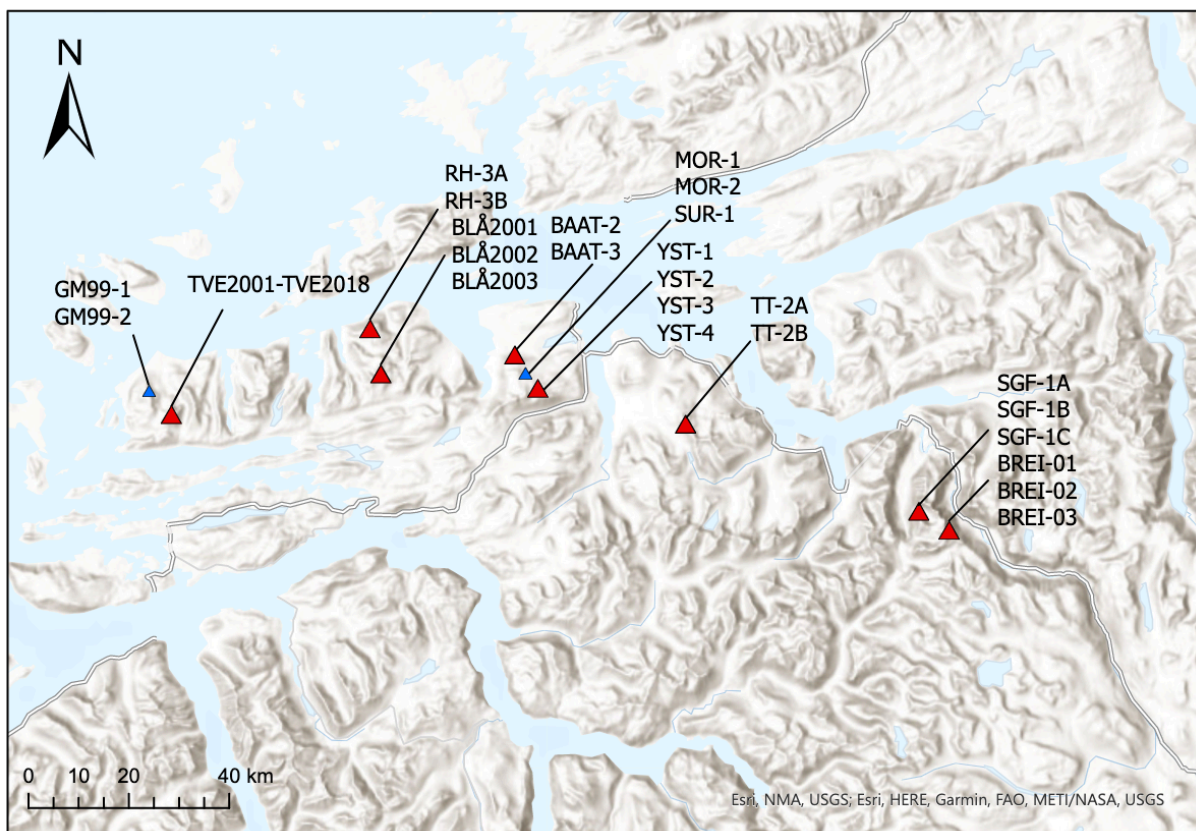 N
MOR-1
MOR-2
SUR-1
RH-3A
RH-3B
BLÅ2001
BLÅ2002
BLÅ2003
BAAT-2
BAAT-3
YST-1
YST-2
YST-3
YST-4
GM99-1
GM99-2
TVE2001-TVE2018
TT-2A
TT-2B
SGF-1A
SGF-1B
SGF-1C
BREI-01
BREI-02
BREI-03
0 20 40 km
Esri, NMA, USGS; Esri, HERE, Garmin, FAO, METI/NASA, USGS